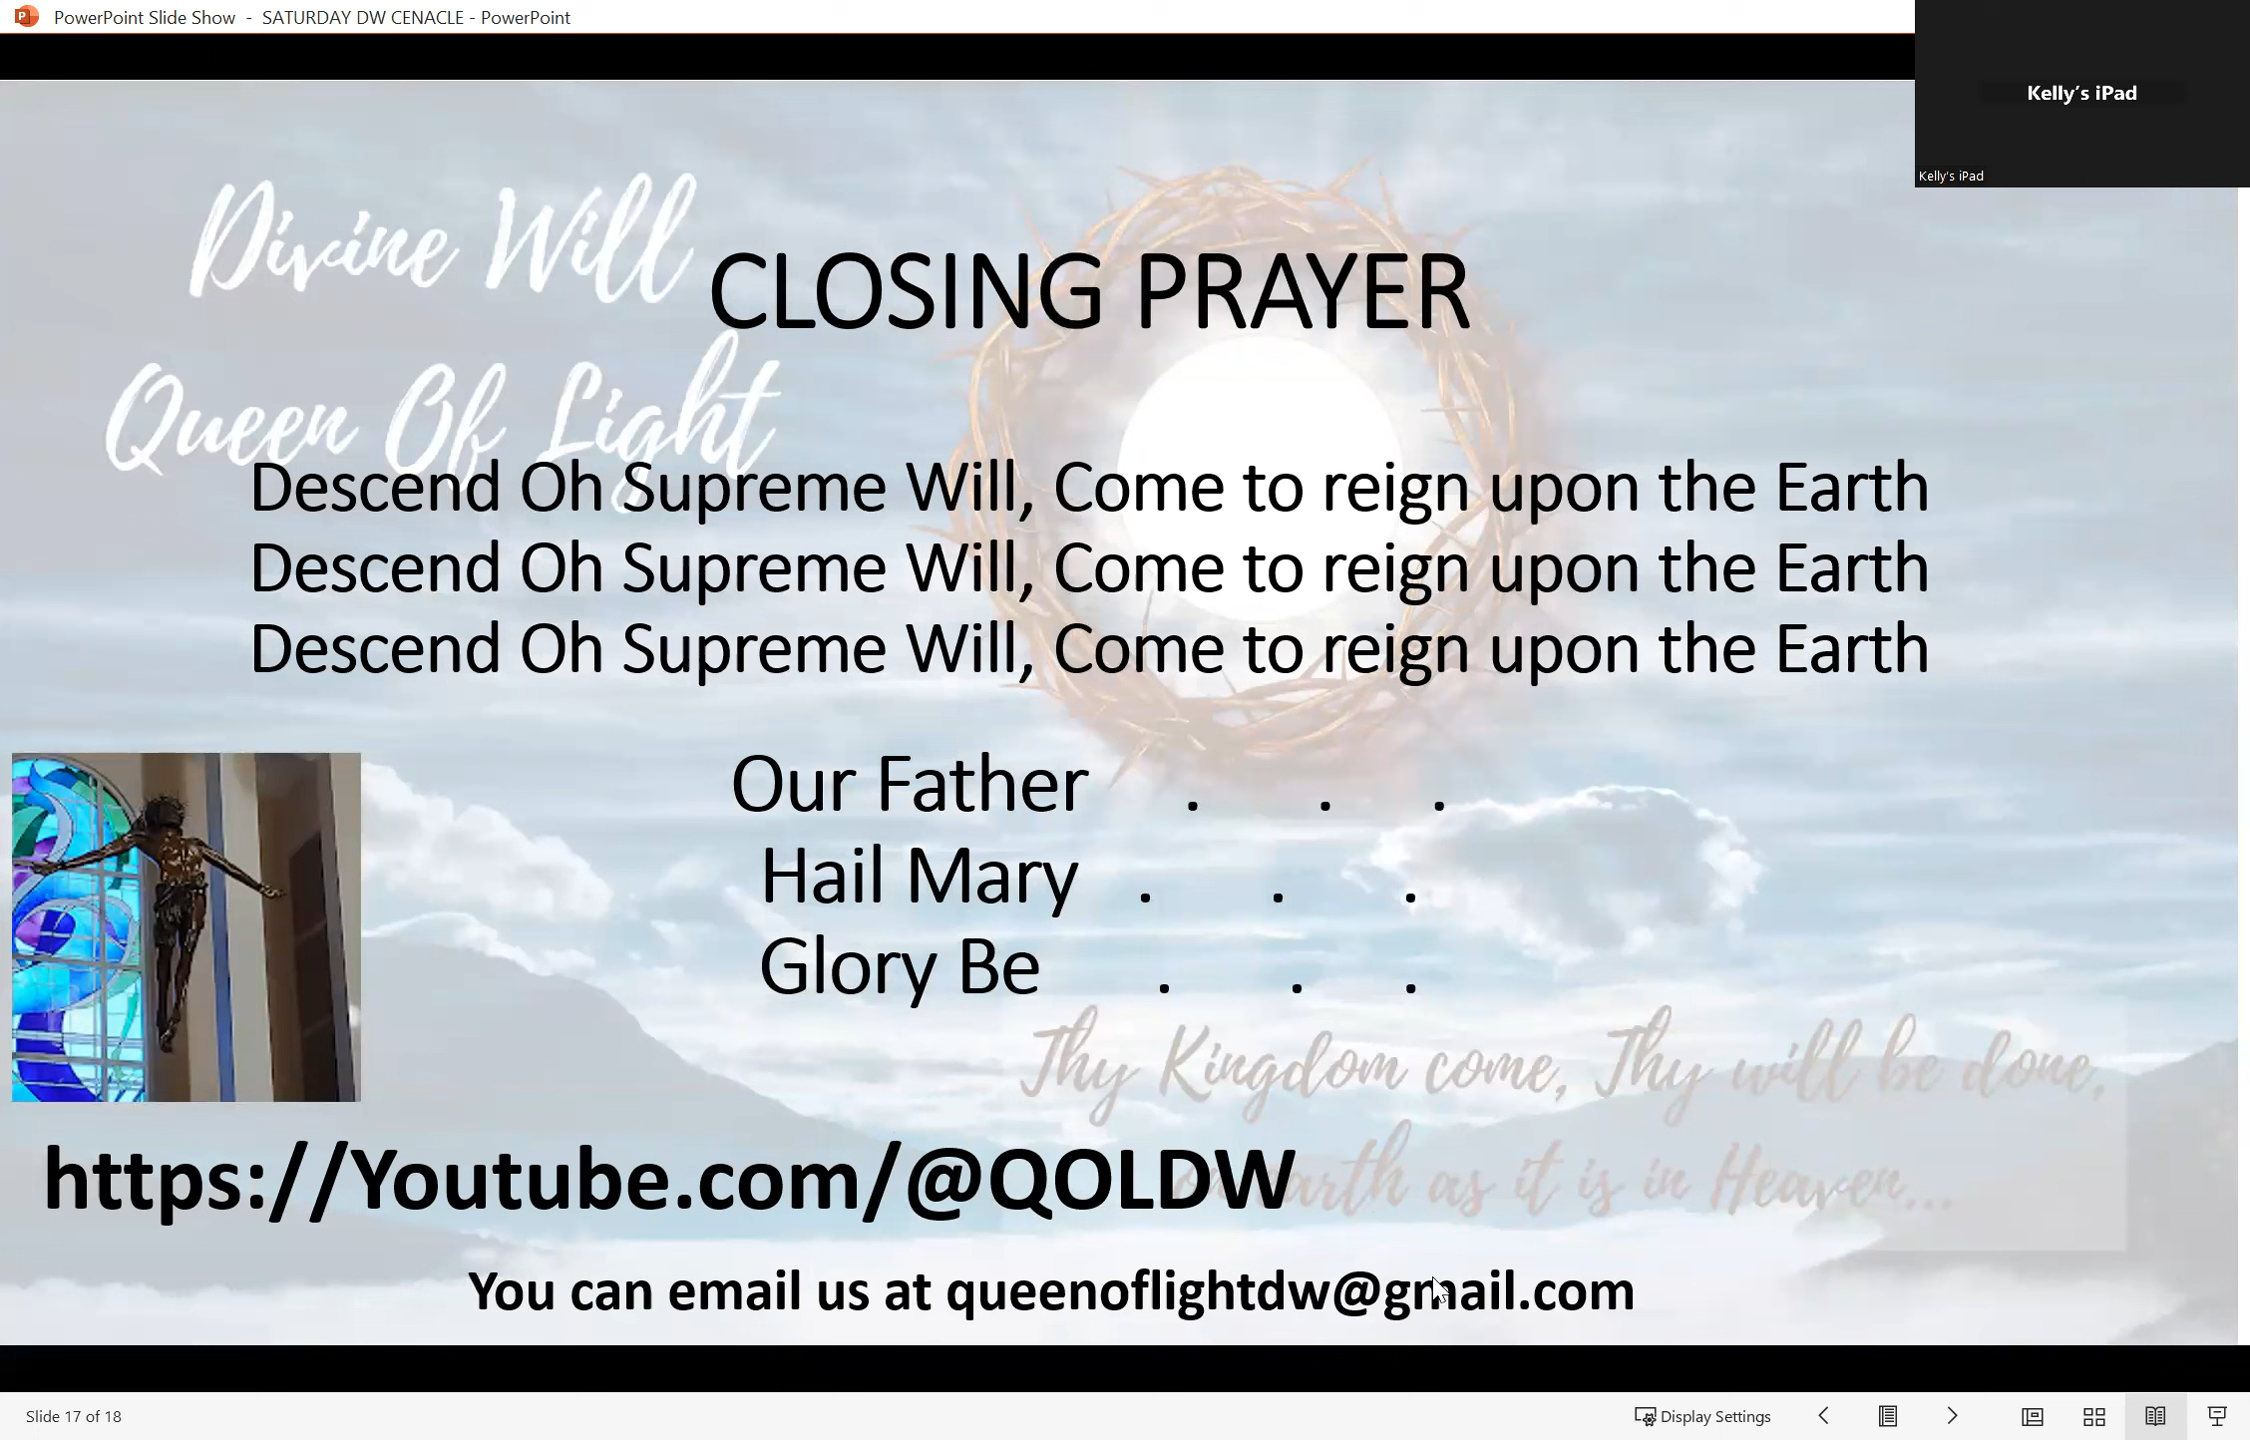 PowerPoint Slide Show - SATURDAY DW CENACLE - PowerPoint
Kelly's iPad
Kelly's iPad
Divine Will
Queen Of Light
CLOSING PRAYER
Descend Oh Supreme Will, Come to reign upon the Earth
Descend Oh Supreme Will, Come to reign upon the Earth
Descend Oh Supreme Will, Come to reign upon the Earth
Our Father . . .
Hail Mary . . .
Glory Be . . .
Thy Kingdom come, Thy will be done,
earth as it is in Heaven...
https://Youtube.com/@QOLDW
You can email us at queenoflightdw@gmail.com
Slide 17 of 18
Display Settings